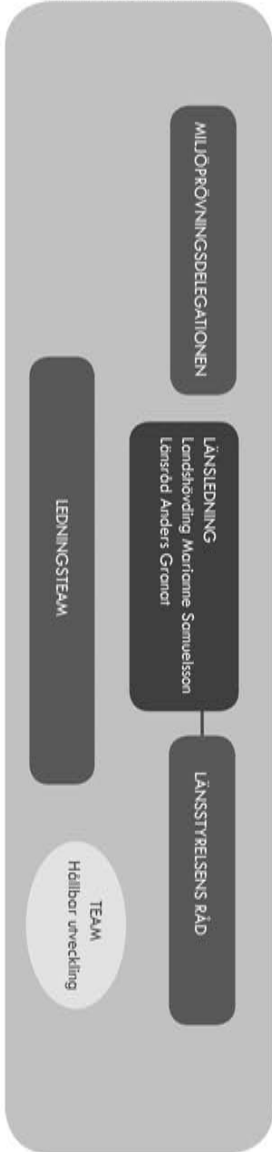 MILJÖPRÖVNINGSDELEGATIONEN
LÄNSLEDNING
Landshövding Marianne Samuelsson
Länsråd Anders Granat
LÄNSSTYRELSENS RÅD
LEDNINGSTEAM
TEAM
Hållbar utveckling